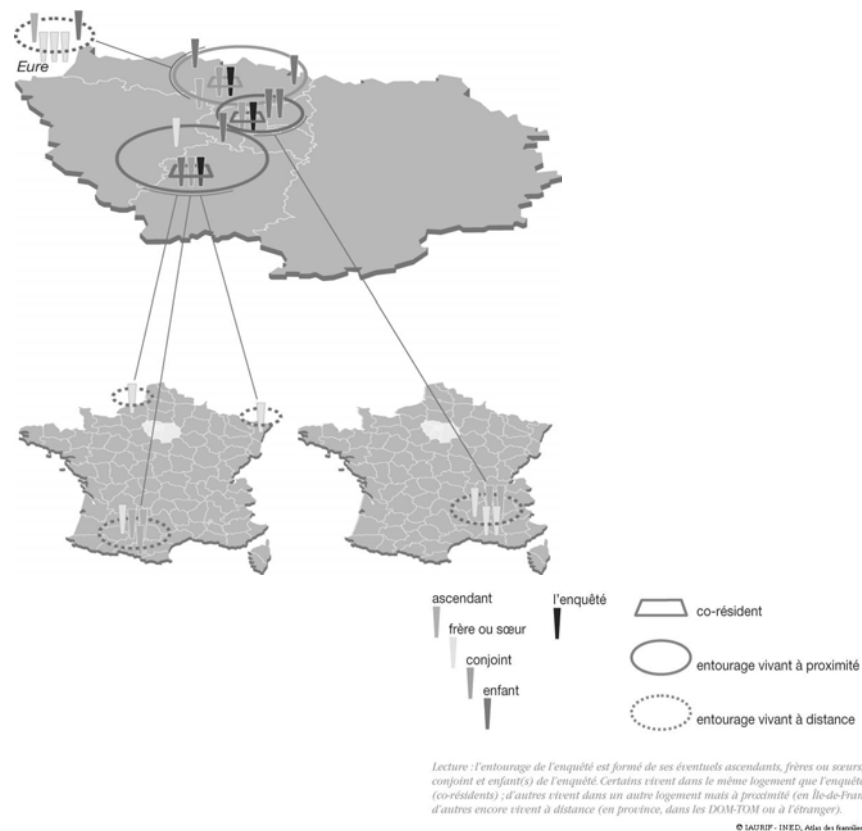 Eure
ascendant
l'enquêté
frère ou sœur
conjoint
enfant
co-résident
entourage vivant à proximité
entourage vivant à distance
Lecture : l'entourage de l'enquêté est formé de ses éventuels ascendants, frères ou sœurs,
conjoint et enfant(s) de l'enquêté. Certains vivent dans le même logement que l'enquêté
(co-résidents) ; d'autres vivent dans un autre logement mais à proximité (en Île-de-Fran
d'autres encore vivent à distance (en province, dans les DOM-TOM ou à l'étranger).
© IAURIF - INED, Atlas des familles